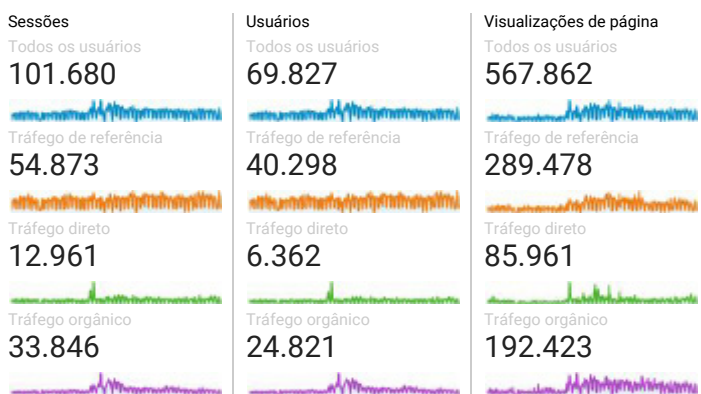 Sessões
Todos os usuários
101.680
Tráfego de referência
54.873
Tráfego direto
12.961
Tráfego orgânico
33.846
Usuários
Todos os usuários
69.827
Tráfego de referência
40.298
Tráfego direto
6.362
Tráfego orgânico
24.821
Visualizações de página
Todos os usuários
567.862
Tráfego de referência
289.478
Tráfego direto
85.961
Tráfego orgânico
192.423